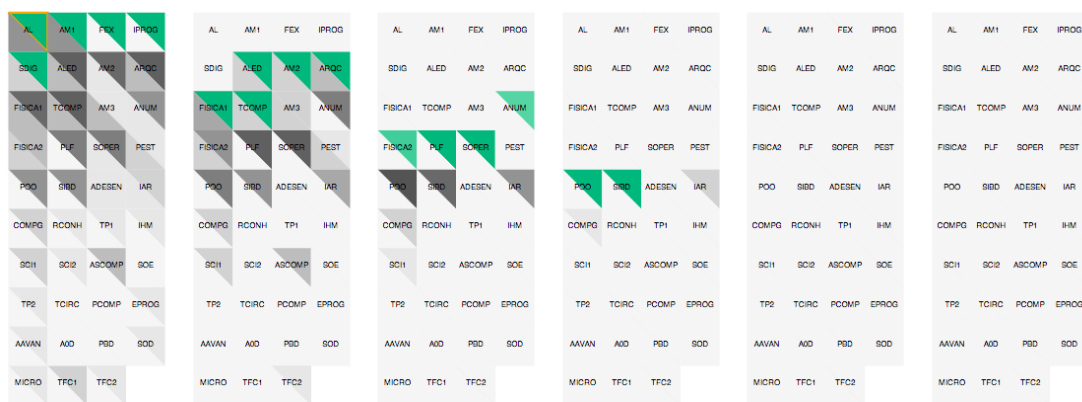 AL AM1 FEX IPROG AL AM1 FEX IPROG AL AM1 FEX IPROG AL AM1 FEX IPROG AL AM1 FEX IPROG AL AM1 FEX IPROG
SDIG ALED AM2 ARQC SDIG ALED AM2 ARQC SDIG ALED AM2 ARQC SDIG ALED AM2 ARQC SDIG ALED AM2 ARQC SDIG ALED AM2 ARQC
FISICA1 TCOMP AM3 ANUM FISICA1 TCOMP AM3 ANUM FISICA1 TCOMP AM3 ANUM FISICA1 TCOMP AM3 ANUM FISICA1 TCOMP AM3 ANUM FISICA1 TCOMP AM3 ANUM
FISICA2 PLF SOPER PEST FISICA2 PLF SOPER PEST FISICA2 PLF SOPER PEST FISICA2 PLF SOPER PEST FISICA2 PLF SOPER PEST FISICA2 PLF SOPER PEST
POO SIBD ADESEN IAR POO SIBD ADESEN IAR POO SIBD ADESEN IAR POO SIBD ADESEN IAR POO SIBD ADESEN IAR POO SIBD ADESEN IAR
COMPG RCONH TP1 IHM COMPG RCONH TP1 IHM COMPG RCONH TP1 IHM COMPG RCONH TP1 IHM COMPG RCONH TP1 IHM COMPG RCONH TP1 IHM
SCI1 SCI2 ASCOMP SOE SCI1 SCI2 ASCOMP SOE SCI1 SCI2 ASCOMP SOE SCI1 SCI2 ASCOMP SOE SCI1 SCI2 ASCOMP SOE SCI1 SCI2 ASCOMP SOE
TP2 TCIRC PCOMP EPROG TP2 TCIRC PCOMP EPROG TP2 TCIRC PCOMP EPROG TP2 TCIRC PCOMP EPROG TP2 TCIRC PCOMP EPROG TP2 TCIRC PCOMP EPROG
AAVAN A0D PBD SOD AAVAN A0D PBD SOD AAVAN A0D PBD SOD AAVAN A0D PBD SOD AAVAN A0D PBD SOD AAVAN A0D PBD SOD
MICRO TFC1 TFC2 MICRO TFC1 TFC2 MICRO TFC1 TFC2 MICRO TFC1 TFC2 MICRO TFC1 TFC2 MICRO TFC1 TFC2